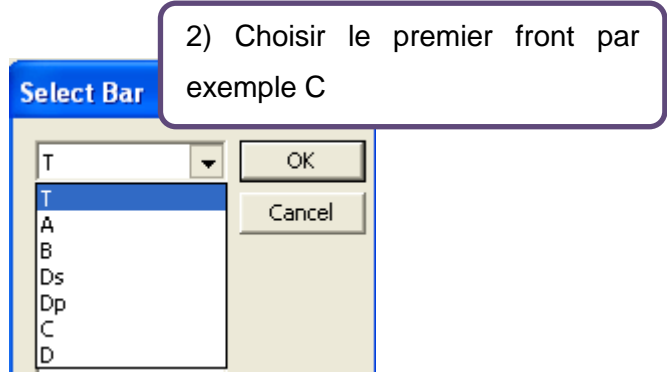 2) Choisir le premier front par
exemple C
Select Bar
T
OK
T
Cancel
A
B
Ds
Dp
C
D